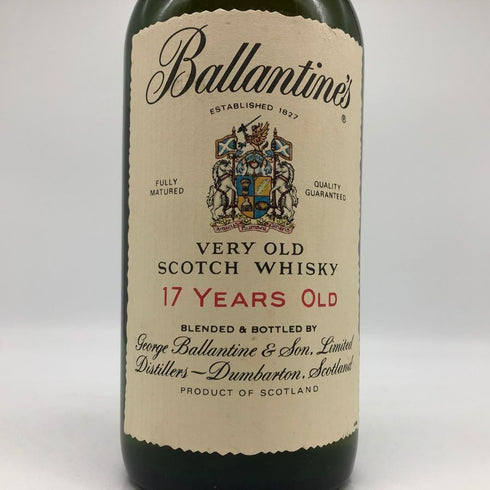 Ballantine's
®
ESTABLISHED 1827
FULLY
MATURED
QUALITY
GUARANTEED
VERY OLD
SCOTCH WHISKY
17 YEARS OLD
BLENDED & BOTTLED BY
George Ballantine & Son, Limited
Distillers—Dumbarton, Scotland
PRODUCT OF SCOTLAND